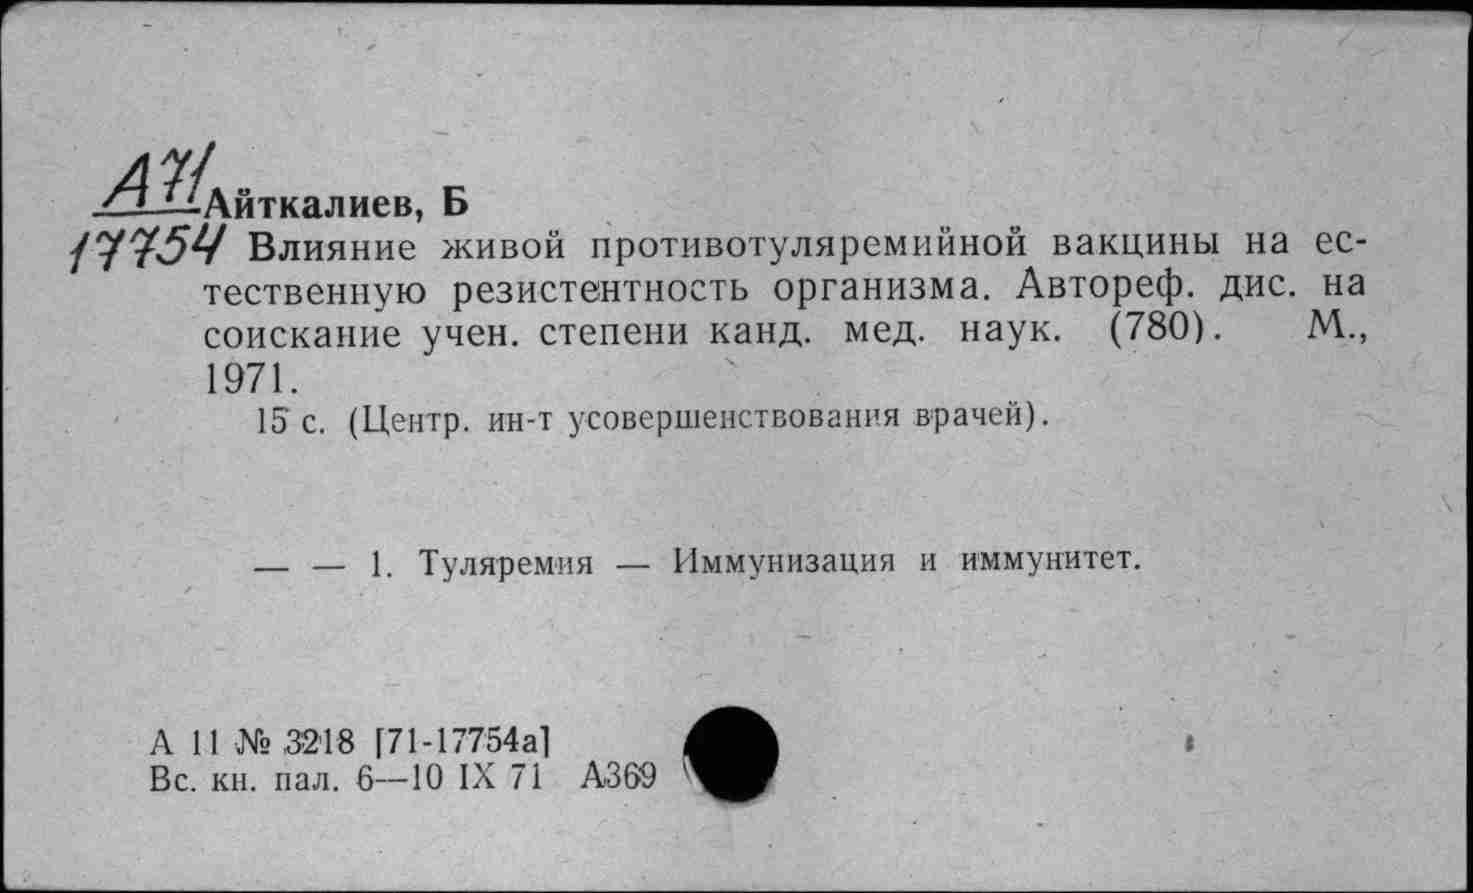 А71
Айткалиев, Б
17754 Влияние живой противотуляремийной вакцины на ес-
тественную резистентность организма. Автореф. дис. на
соискание учен. степени канд. мед. наук. (780). М.,
1971.
15 с. (Центр. ин-т усовершенствования врачей).
— — 1. Туляремия — Иммунизация и иммунитет.
А 11 № 3218 [71-17754а]
Вс. кн. пал. 6—10 IX 71 А369